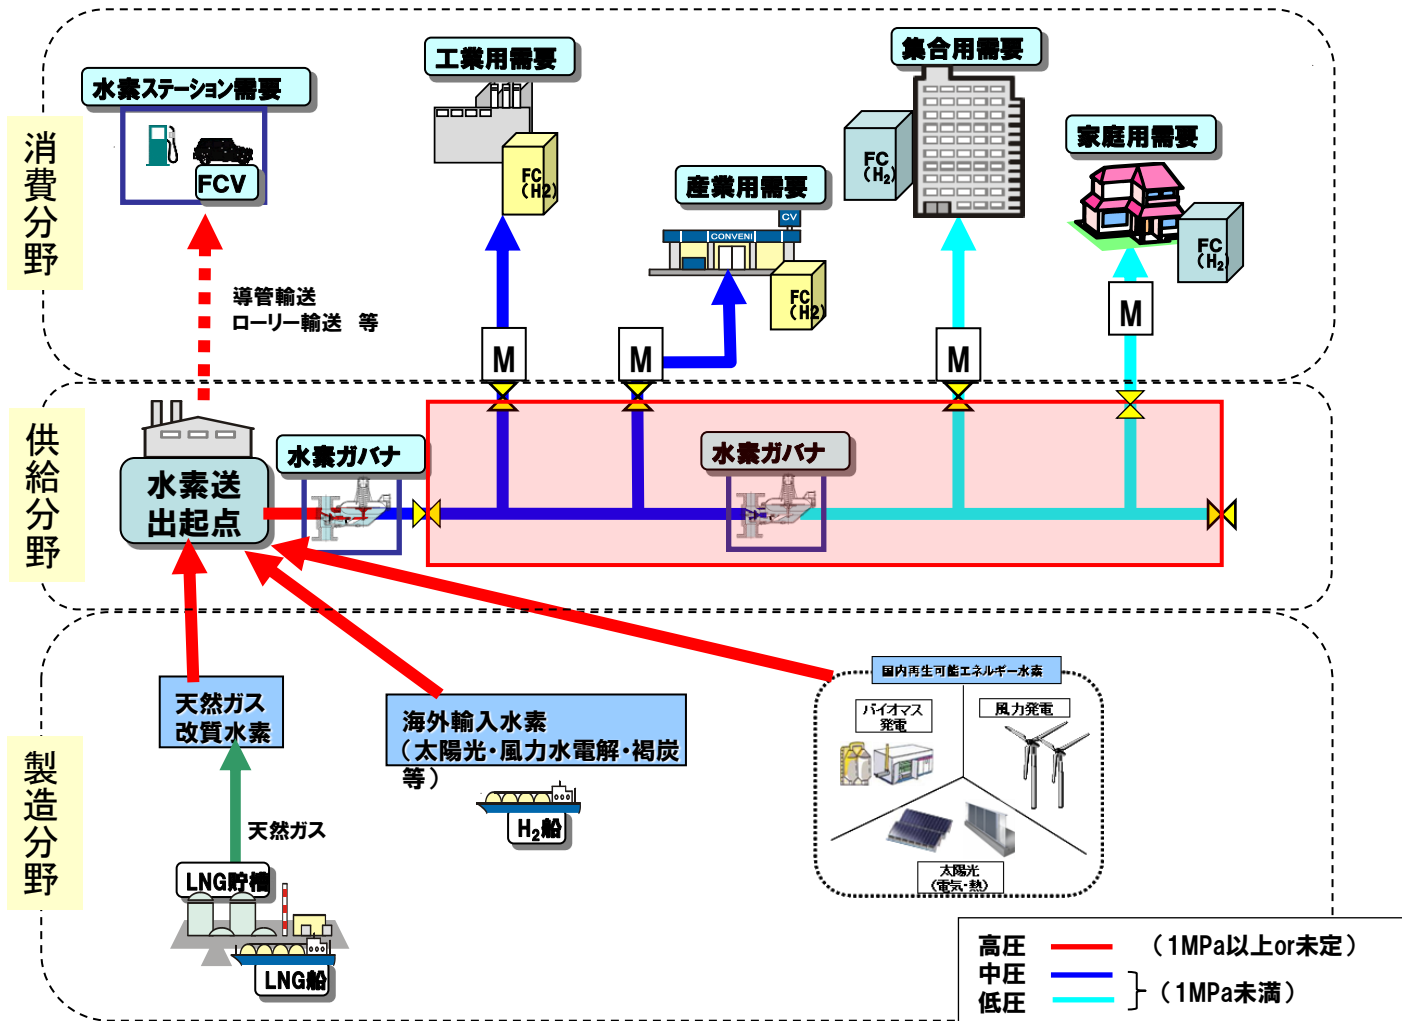 消費分野
水素ステーション需要
FCV
工業用需要
FC
(H2)
産業用需要
CV
CONVENI
FC
(H2)
集合用需要
FC
(H2)
家庭用需要
FC
(H2)
導管輸送
ローリー輸送 等
M
M
M
M
供給分野
水素送
出起点
水素ガバナ
水素ガバナ
製造分野
天然ガス
改質水素
天然ガス
LNG貯槽
LNG船
海外輸入水素
(太陽光・風力水電解・褐炭
等)
H2船
国内再生可能エネルギー水素
バイオマス
発電
風力発電
太陽光
(電気・熱)
高圧 (1MPa以上or未定)
中圧
低圧
(1MPa未満)